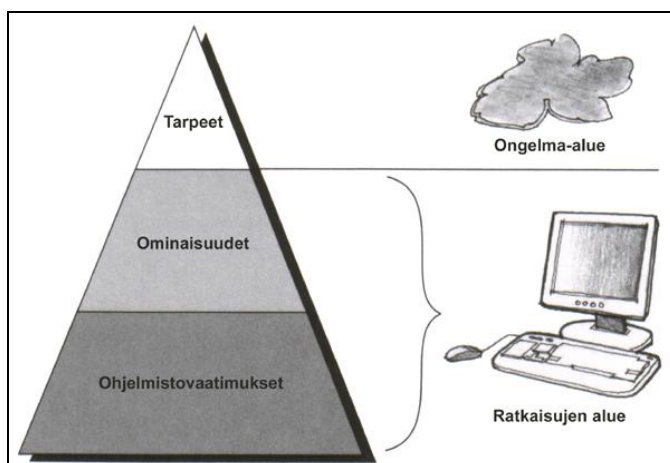 Tarpeet
Ongelma-alue
Ominaisuudet
Ohjelmistovaatimukset
Ratkaisujen alue